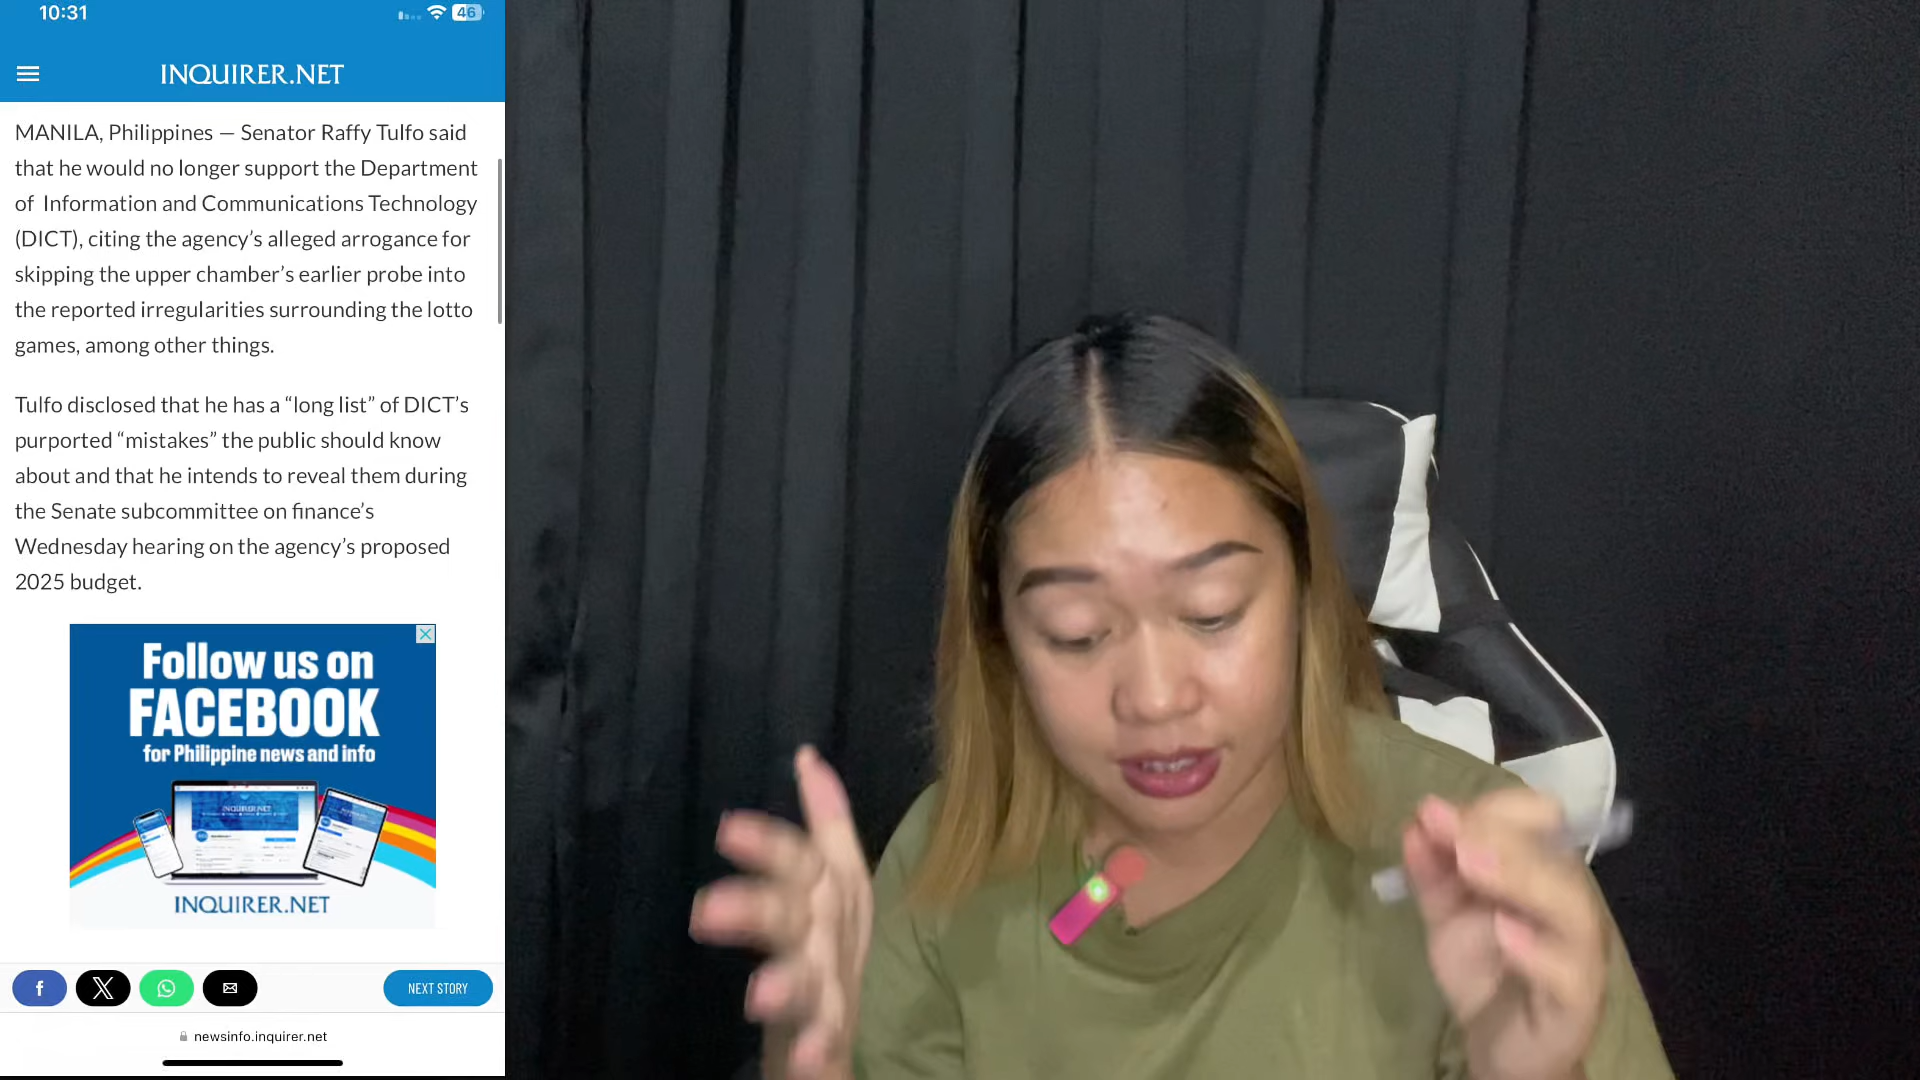 10:31
46
INQUIRER.NET
MANILA, Philippines — Senator Raffy Tulfo said
that he would no longer support the Department
of Information and Communications Technology
(DICT), citing the agency’s alleged arrogance for
skipping the upper chamber’s earlier probe into
the reported irregularities surrounding the lotto
games, among other things.
Tulfo disclosed that he has a “long list” of DICT’s
purported “mistakes” the public should know
about and that he intends to reveal them during
the Senate subcommittee on finance’s
Wednesday hearing on the agency’s proposed
2025 budget.
Follow us on
FACEBOOK
for Philippine news and info
INQUIRER.NET
INQUIRER.NET
NEXT STORY
newsinfo.inquirer.net